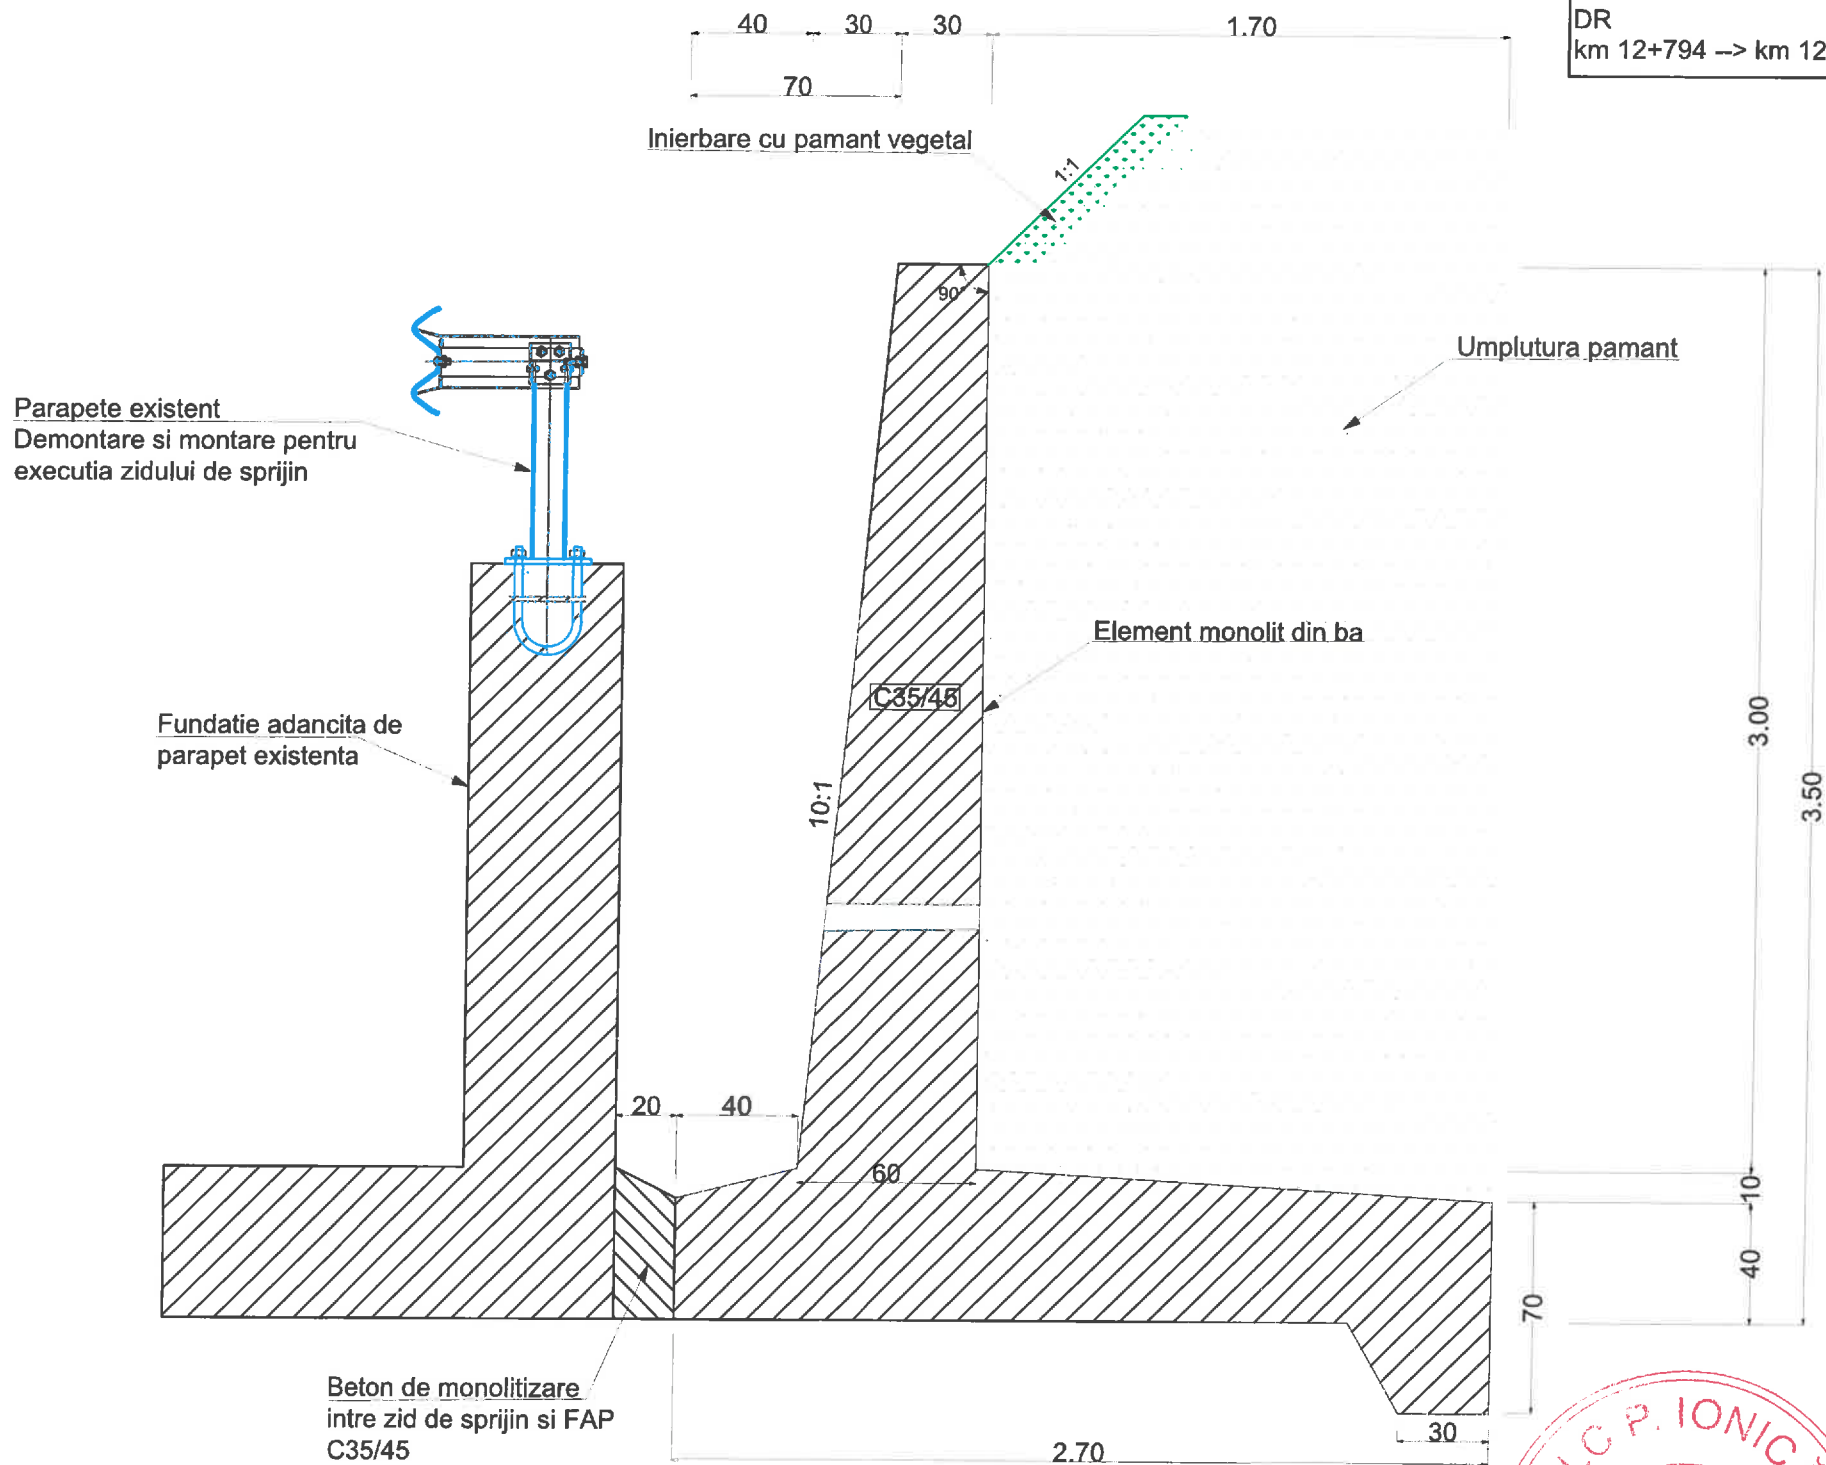 40
30
30
1.70
DR
km 12+794 --> km 12
70
Inierbare cu pamant vegetal
1:1
90°
Umplutura pamant
Parapete existent
Demontare si montare pentru
executia zidului de sprijin
Element monolit din ba
C35/45
Fundatie adancita de
parapet existenta
3.00
3.50
10:1
20
40
60
10
40
70
Beton de monolitizare
intre zid de sprijin si FAP
C35/45
30
2.70
P. IONIC